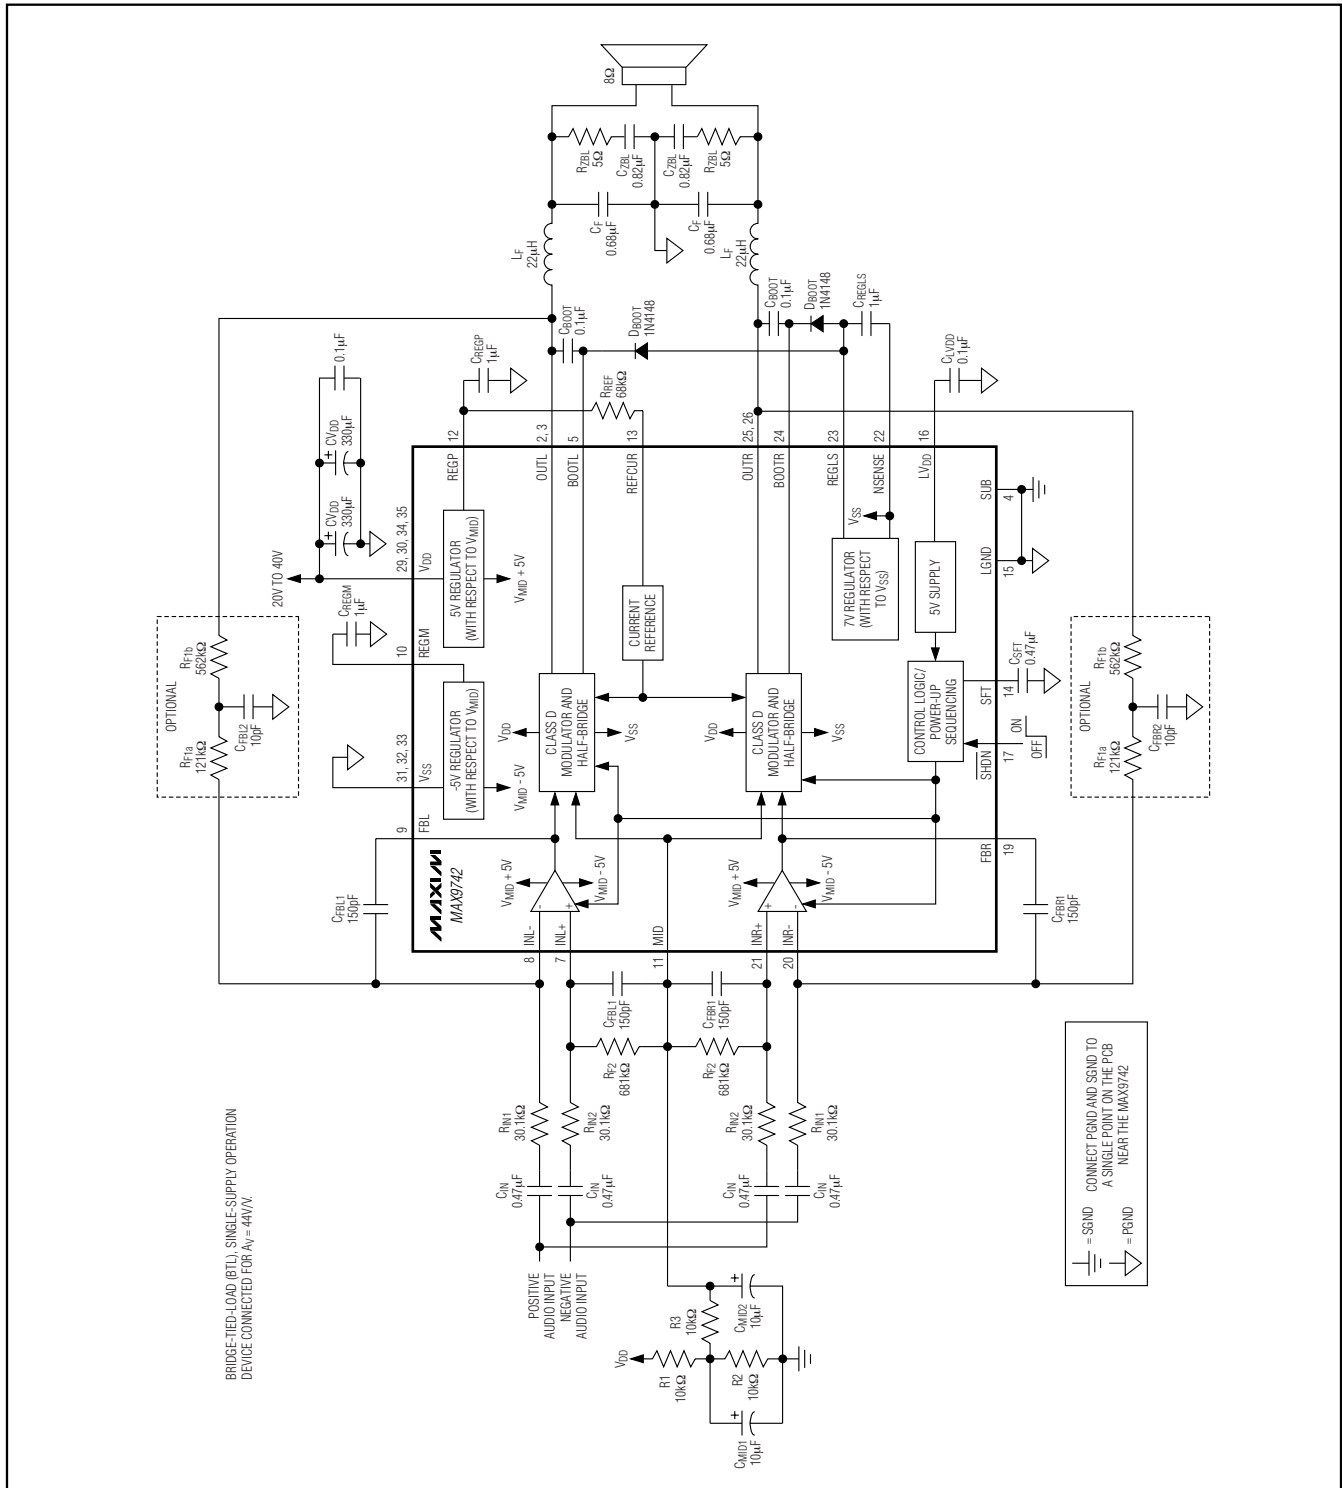 BRIDGE-TIED-LOAD (BTL), SINGLE-SUPPLY OPERATION
DEVICE CONNECTED FOR AV = 44V/V.
OPTIONAL
RF1a
121kΩ
RF1b
562kΩ
CFBL2
10pF
20V TO 40V
CVDD
330µF
CVDD
330µF
0.1µF
CREGM
1µF
CREGP
1µF
RREF
68kΩ
CBOOT
0.1µF
DBOOT
1N4148
LF
22µH
CF
0.68µF
CF
0.68µF
RZBL
5Ω
CZBL
0.82µF
CZBL
0.82µF
RZBL
5Ω
8Ω
LF
22µH
CBOOT
0.1µF
DBOOT
1N4148
CREGLS
1µF
CLVDD
0.1µF
CFBL1
150pF
9
FBL
31, 32, 33
VSS
10
REGM
29, 30, 34, 35
VDD
12
REGP
2, 3
OUTL
5
BOOTL
13
REFCUR
25, 26
OUTR
24
BOOTR
23
REGLS
22
NSENSE
16
LVDD
MAXIM
MAX9742
-5V REGULATOR
(WITH RESPECT TO VMID)
VMID - 5V
5V REGULATOR
(WITH RESPECT TO VMID)
VMID + 5V
VMID + 5V
VMID - 5V
-
+
VDD
CLASS D
MODULATOR AND
HALF-BRIDGE
VSS
CURRENT
REFERENCE
VMID + 5V
VMID - 5V
+
-
VDD
CLASS D
MODULATOR AND
HALF-BRIDGE
VSS
7V REGULATOR
(WITH RESPECT
TO VSS)
VSS
5V SUPPLY
CONTROL LOGIC/
POWER-UP
SEQUENCING
8
INL-
7
INL+
11
MID
21
INR+
20
INR-
FBR
19
SHDN
17
ON
OFF
SFT
14
CSFT
0.47µF
LGND
15
SUB
4
POSITIVE
AUDIO INPUT
NEGATIVE
AUDIO INPUT
CIN
0.47µF
RIN1
30.1kΩ
CIN
0.47µF
RIN2
30.1kΩ
RF2
681kΩ
CFBL1
150pF
RF2
681kΩ
CFBR1
150pF
CIN
0.47µF
RIN2
30.1kΩ
CIN
0.47µF
RIN1
30.1kΩ
VDD
R1
10kΩ
R2
10kΩ
R3
10kΩ
CMID1
10µF
CMID2
10µF
CFBR1
150pF
OPTIONAL
RF1a
121kΩ
RF1b
562kΩ
CFBR2
10pF
= SGND
= PGND
CONNECT PGND AND SGND TO
A SINGLE POINT ON THE PCB
NEAR THE MAX9742